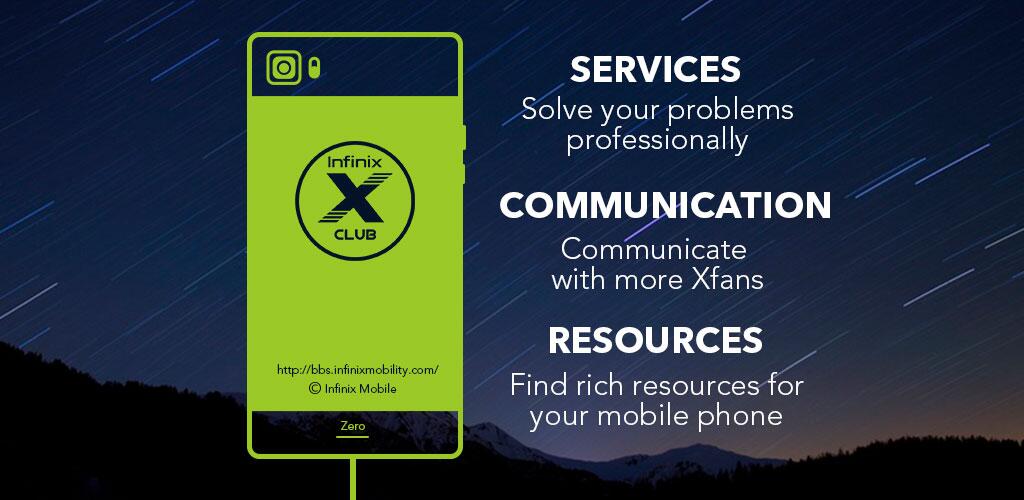 Infinix
X
CLUB
http://bbs.infinixmobility.com/
© Infinix Mobile
Zero
SERVICES
Solve your problems
professionally
COMMUNICATION
Communicate
with more Xfans
RESOURCES
Find rich resources for
your mobile phone